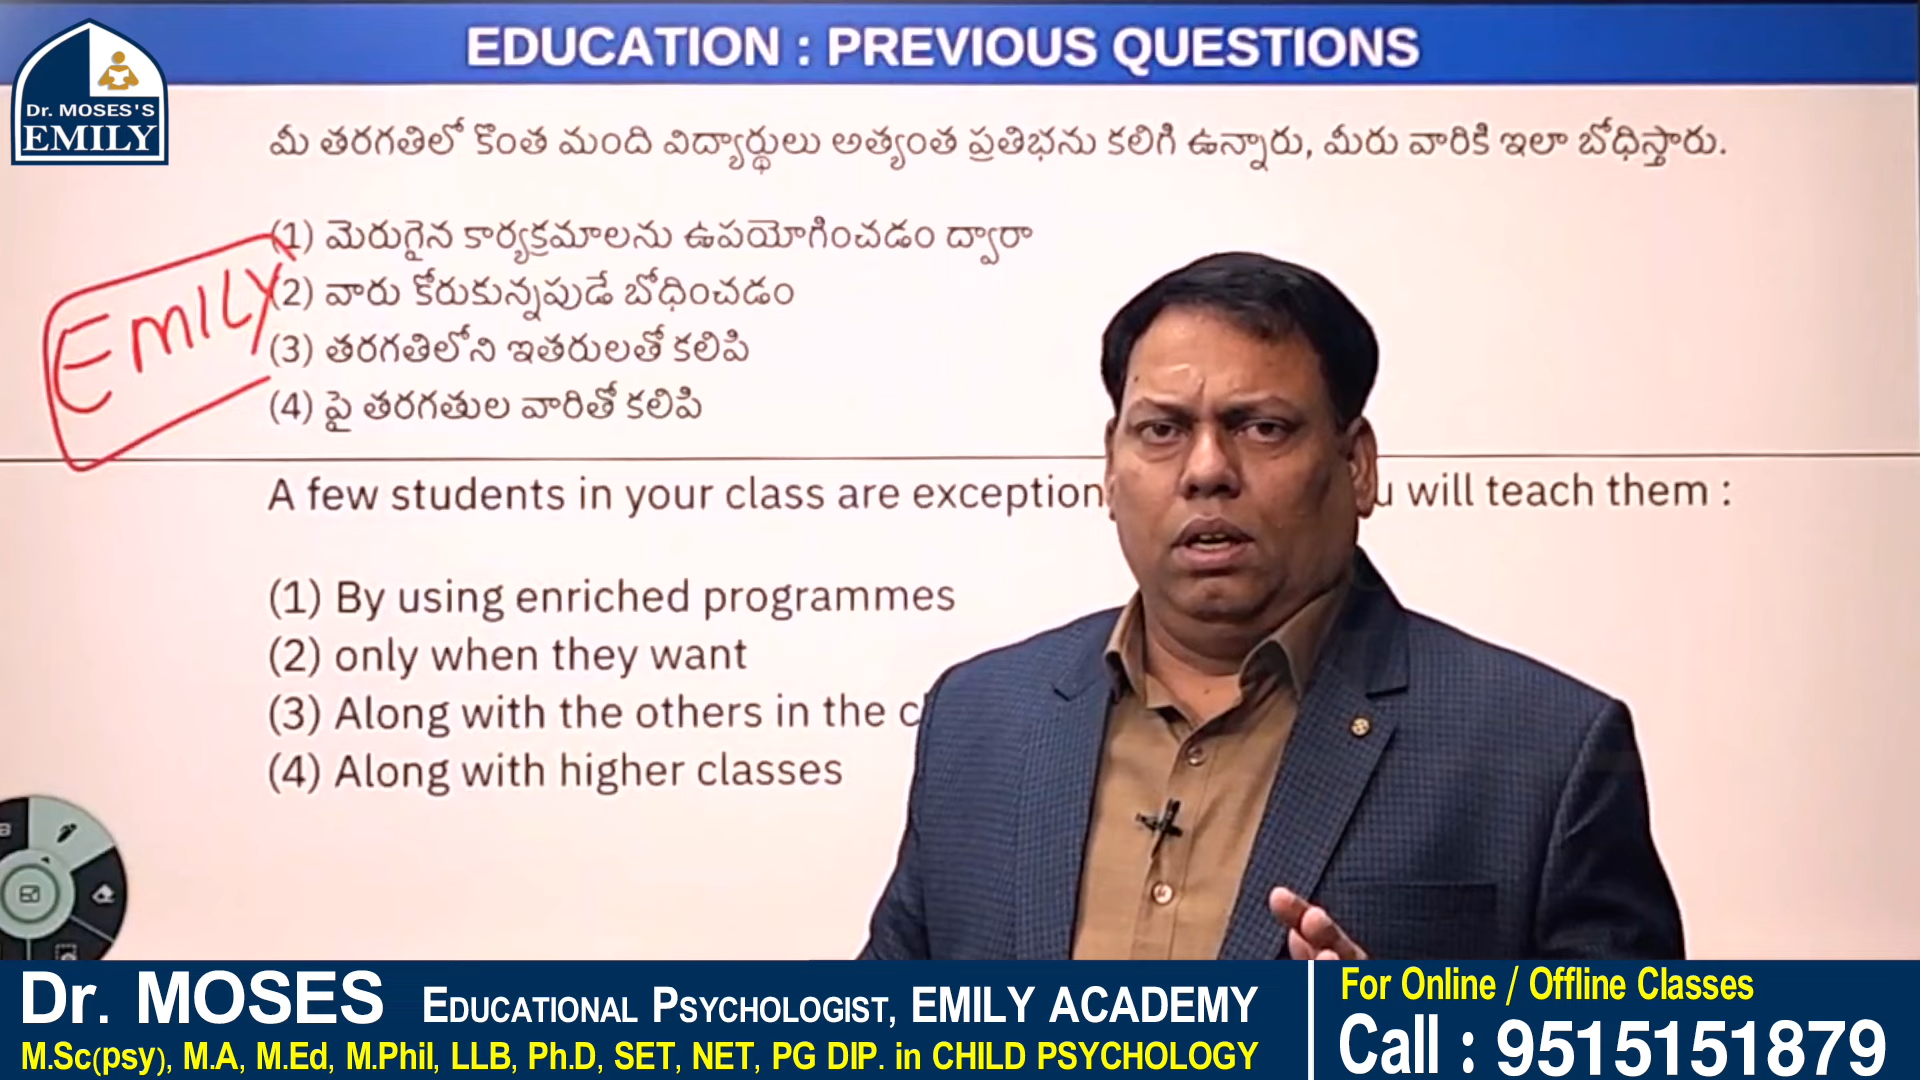 EDUCATION : PREVIOUS QUESTIONS
Dr. MOSES'S
EMILY
మీ తరగతిలో కొంత మంది విద్యార్థులు అత్యంత ప్రతిభను కలిగి ఉన్నారు, మీరు వారికి ఇలా బోధిస్తారు.
(1) మెరుగైన కార్యక్రమాలను ఉపయోగించడం ద్వారా
(2) వారు కోరుకున్నపుడే బోధించడం
(3) తరగతిలోని ఇతరులతో కలిపి
(4) పై తరగతుల వారితో కలిపి
EMILY
A few students in your class are will teach them :
(1) By using enriched programmes
(2) only when they want
(3) Along with the others in the
(4) Along with higher classes
Dr. MOSES EDUCATIONAL PSYCHOLOGIST, EMILY ACADEMY
M.Sc(psy), M.A, M.Ed, M.Phil, LLB, Ph.D, SET, NET, PG DIP. in CHILD PSYCHOLOGY
For Online / Offline Classes
Call : 9515151879